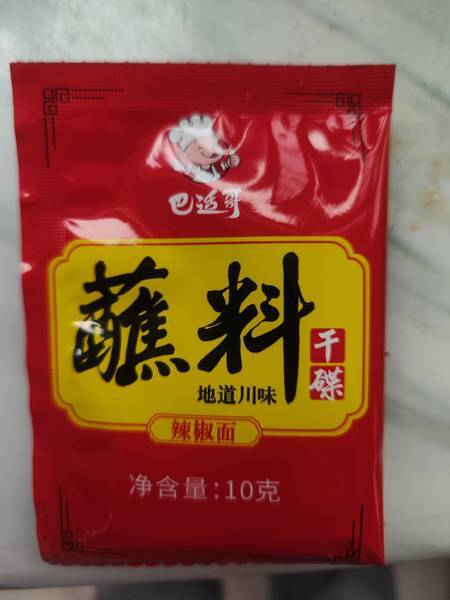 巴适哥
蘸料
干碟
地道川味
辣椒面
净含量:10克